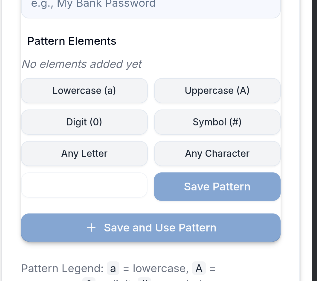 e.g., My Bank Password
Pattern Elements
No elements added yet
Lowercase (a) Uppercase (A)
Digit (0) Symbol (#)
Any Letter Any Character
Save Pattern
+ Save and Use Pattern
Pattern Legend: a = lowercase, A =